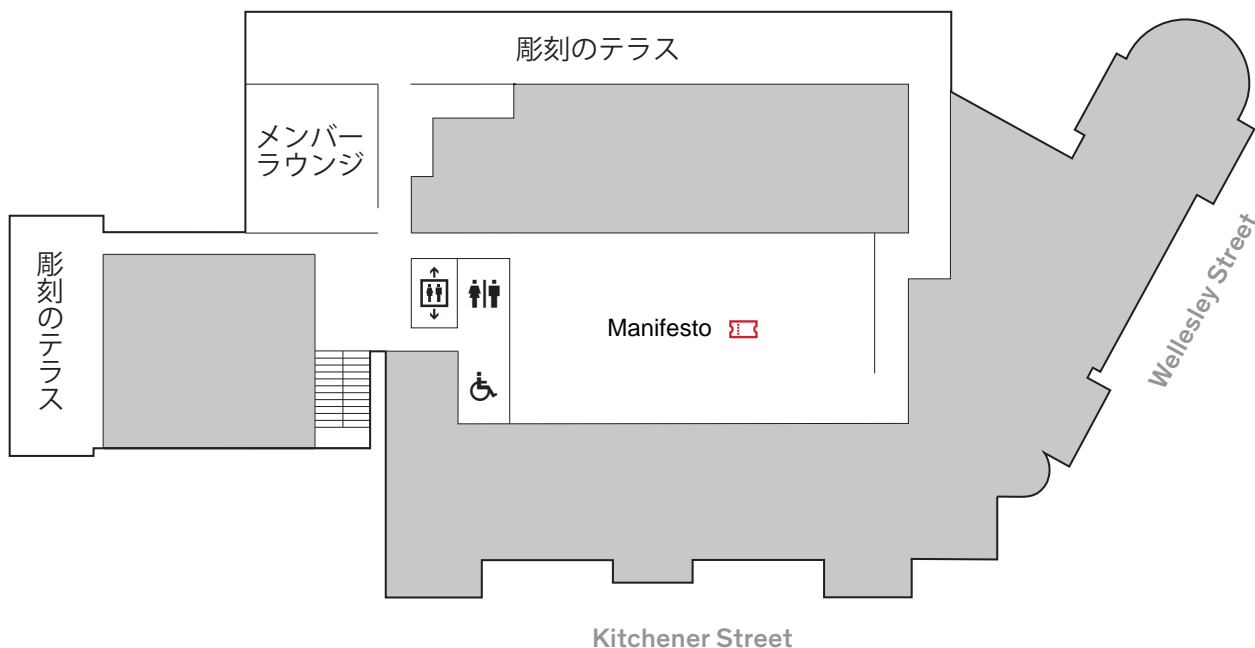 彫刻のテラス
メンバー
ラウンジ
彫刻のテラス
Manifesto
Wellesley Street
Kitchener Street